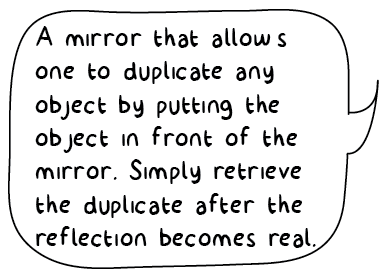 A mirror that allows
one to duplicate any
object by putting the
object in front of the
mirror. Simply retrieve
the duplicate after the
reflection becomes real.